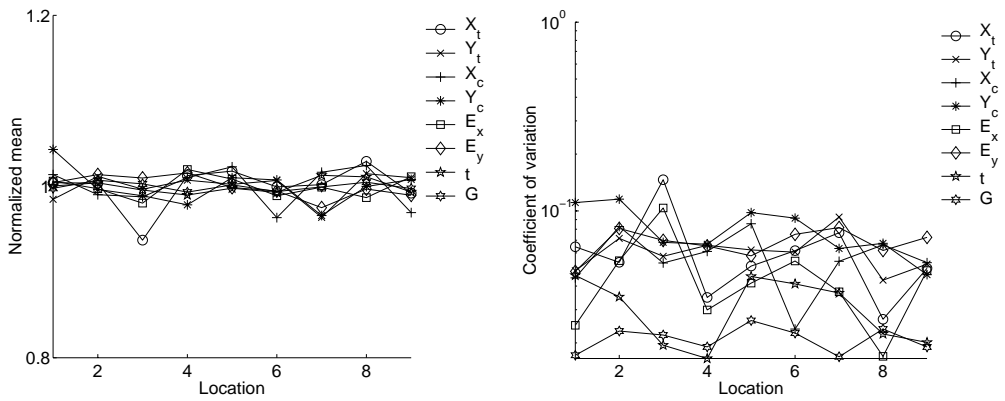 1.2
1
0.8
Normalized mean
2 4 6 8
Location
X_t
Y_t
X_c
Y_c
E_x
E_y
t
G
10^0
10^-1
Coefficient of variation
2 4 6 8
Location
X_t
Y_t
X_c
Y_c
E_x
E_y
t
G